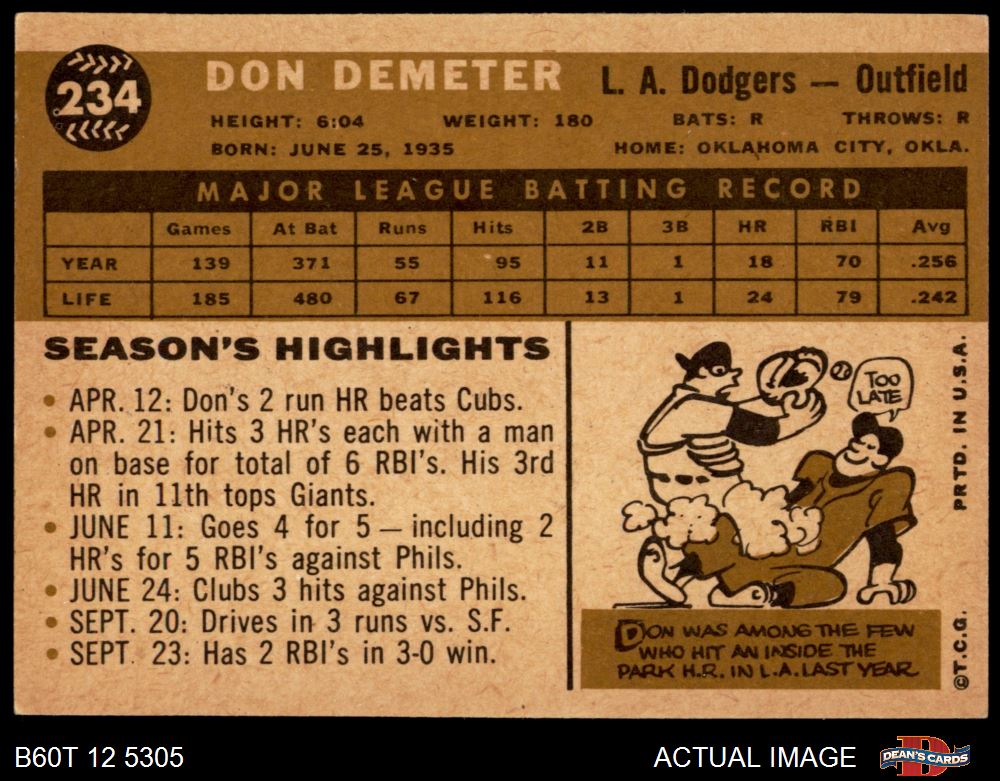 234
DON DEMETER
L. A. Dodgers — Outfield
HEIGHT: 6:04 WEIGHT: 180 BATS: R THROWS: R
BORN: JUNE 25, 1935 HOME: OKLAHOMA CITY, OKLA.
MAJOR LEAGUE BATTING RECORD
Games At Bat Runs Hits 2B 3B HR RBI Avg
YEAR 139 371 55 95 11 1 18 70 .256
LIFE 185 480 67 116 13 1 24 79 .242
SEASON'S HIGHLIGHTS
• APR. 12: Don's 2 run HR beats Cubs.
• APR. 21: Hits 3 HR's each with a man
on base for total of 6 RBI's. His 3rd
HR in 11th tops Giants.
• JUNE 11: Goes 4 for 5 — including 2
HR's for 5 RBI's against Phils.
• JUNE 24: Clubs 3 hits against Phils.
• SEPT. 20: Drives in 3 runs vs. S.F.
• SEPT. 23: Has 2 RBI's in 3-0 win.
TOO
LATE
DON WAS AMONG THE FEW
WHO HIT AN INSIDE THE
PARK H.R. IN L.A. LAST YEAR.
©T.C.G. PRTD. IN U.S.A.
B60T 12 5305
ACTUAL IMAGE
DEAN'S CARDS